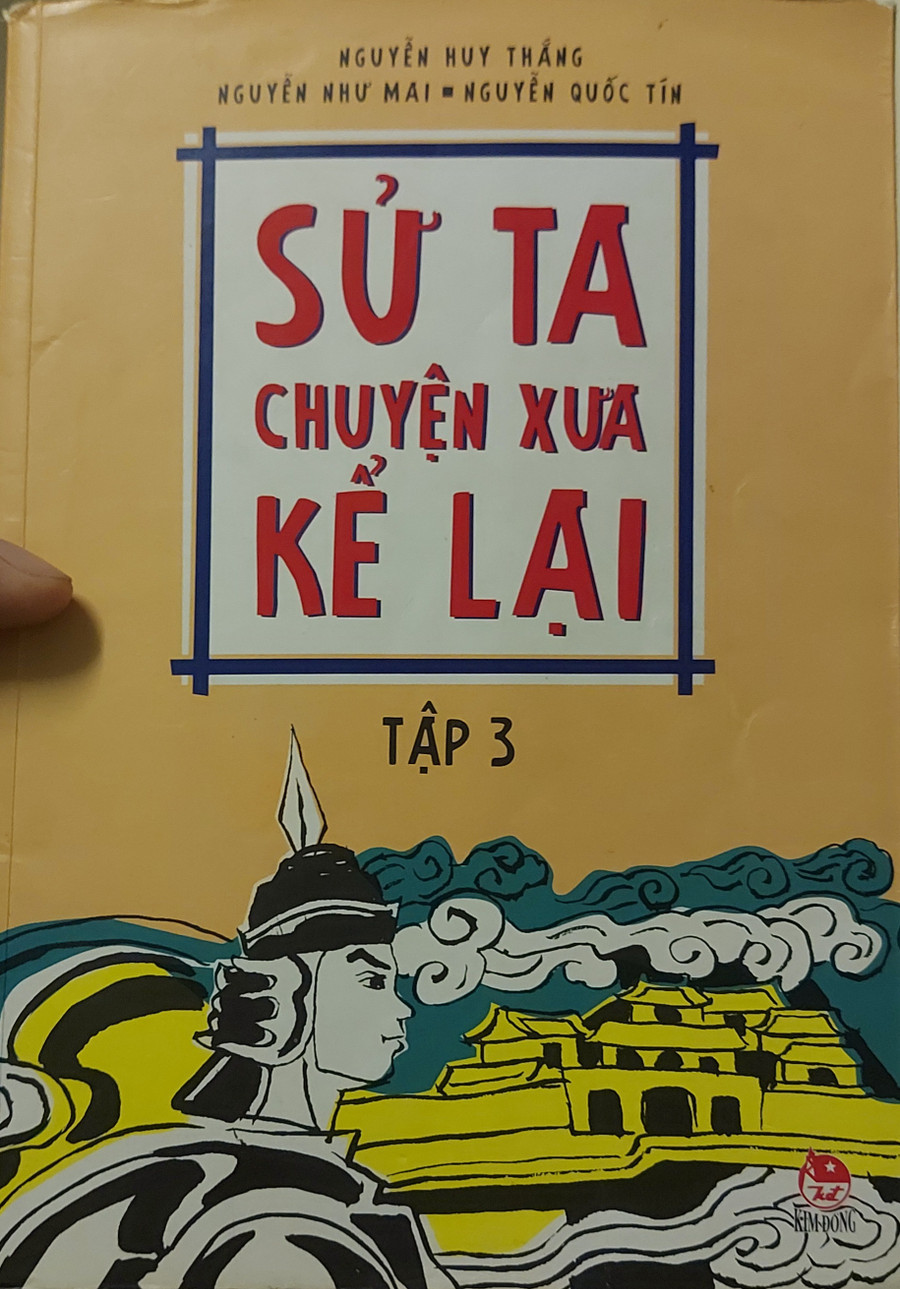 NGUYỄN HUY THẮNG
NGUYỄN NHƯ MAI - NGUYỄN QUỐC TÍN
SỬ TA
CHUYỆN XƯA
KỂ LẠI
TẬP 3
KIM ĐỒNG